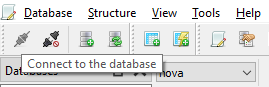 Database Structure View Tools Help
Connect to the database
Databases
nova